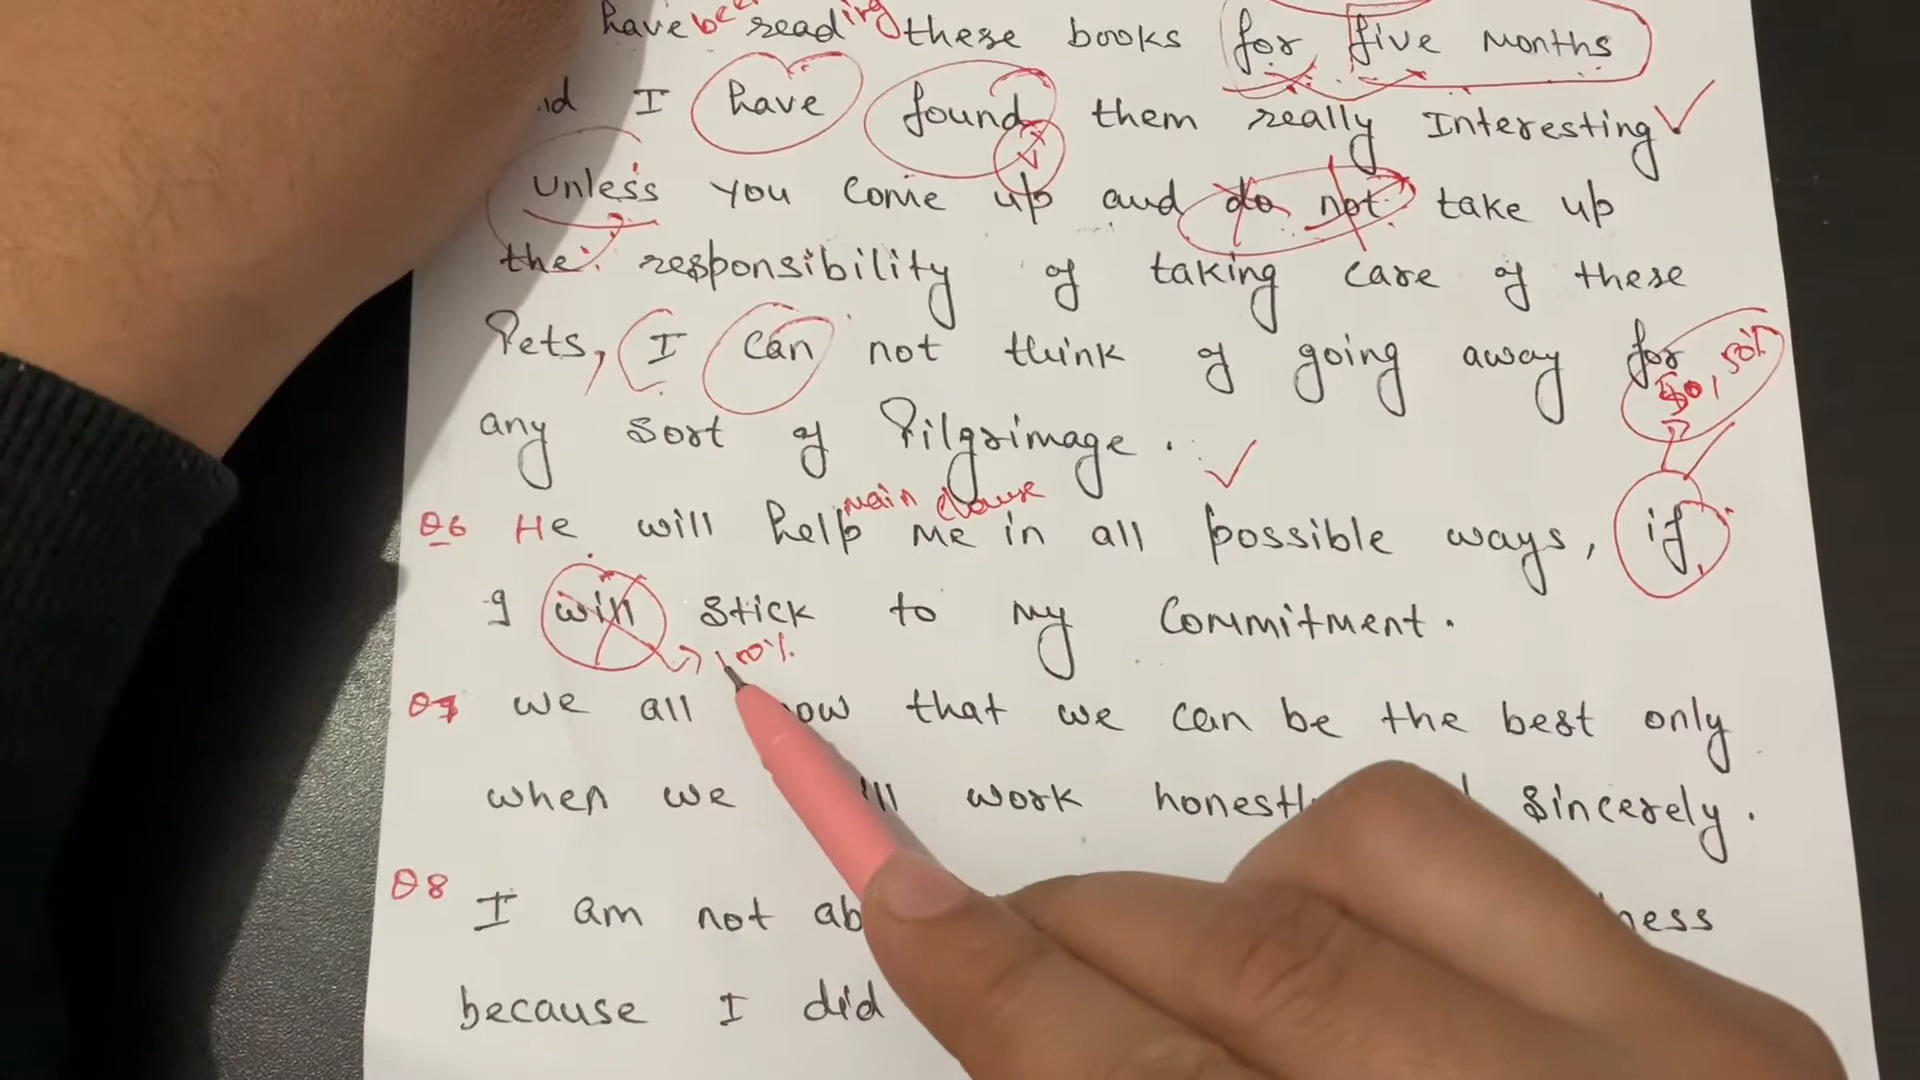 have been reading these books for five months
I have found them really Interesting
unless you come up and do not take up
the responsibility of taking care of these
Pets, I can not think of going away for
50, 50%
any sort of Pilgrimage.
main clause
Q6 He will help me in all possible ways, if
I will stick to my Commitment.
100%
Q7 we all that we can be the best only
when we work sincerely.
Q8 I am not
because I did